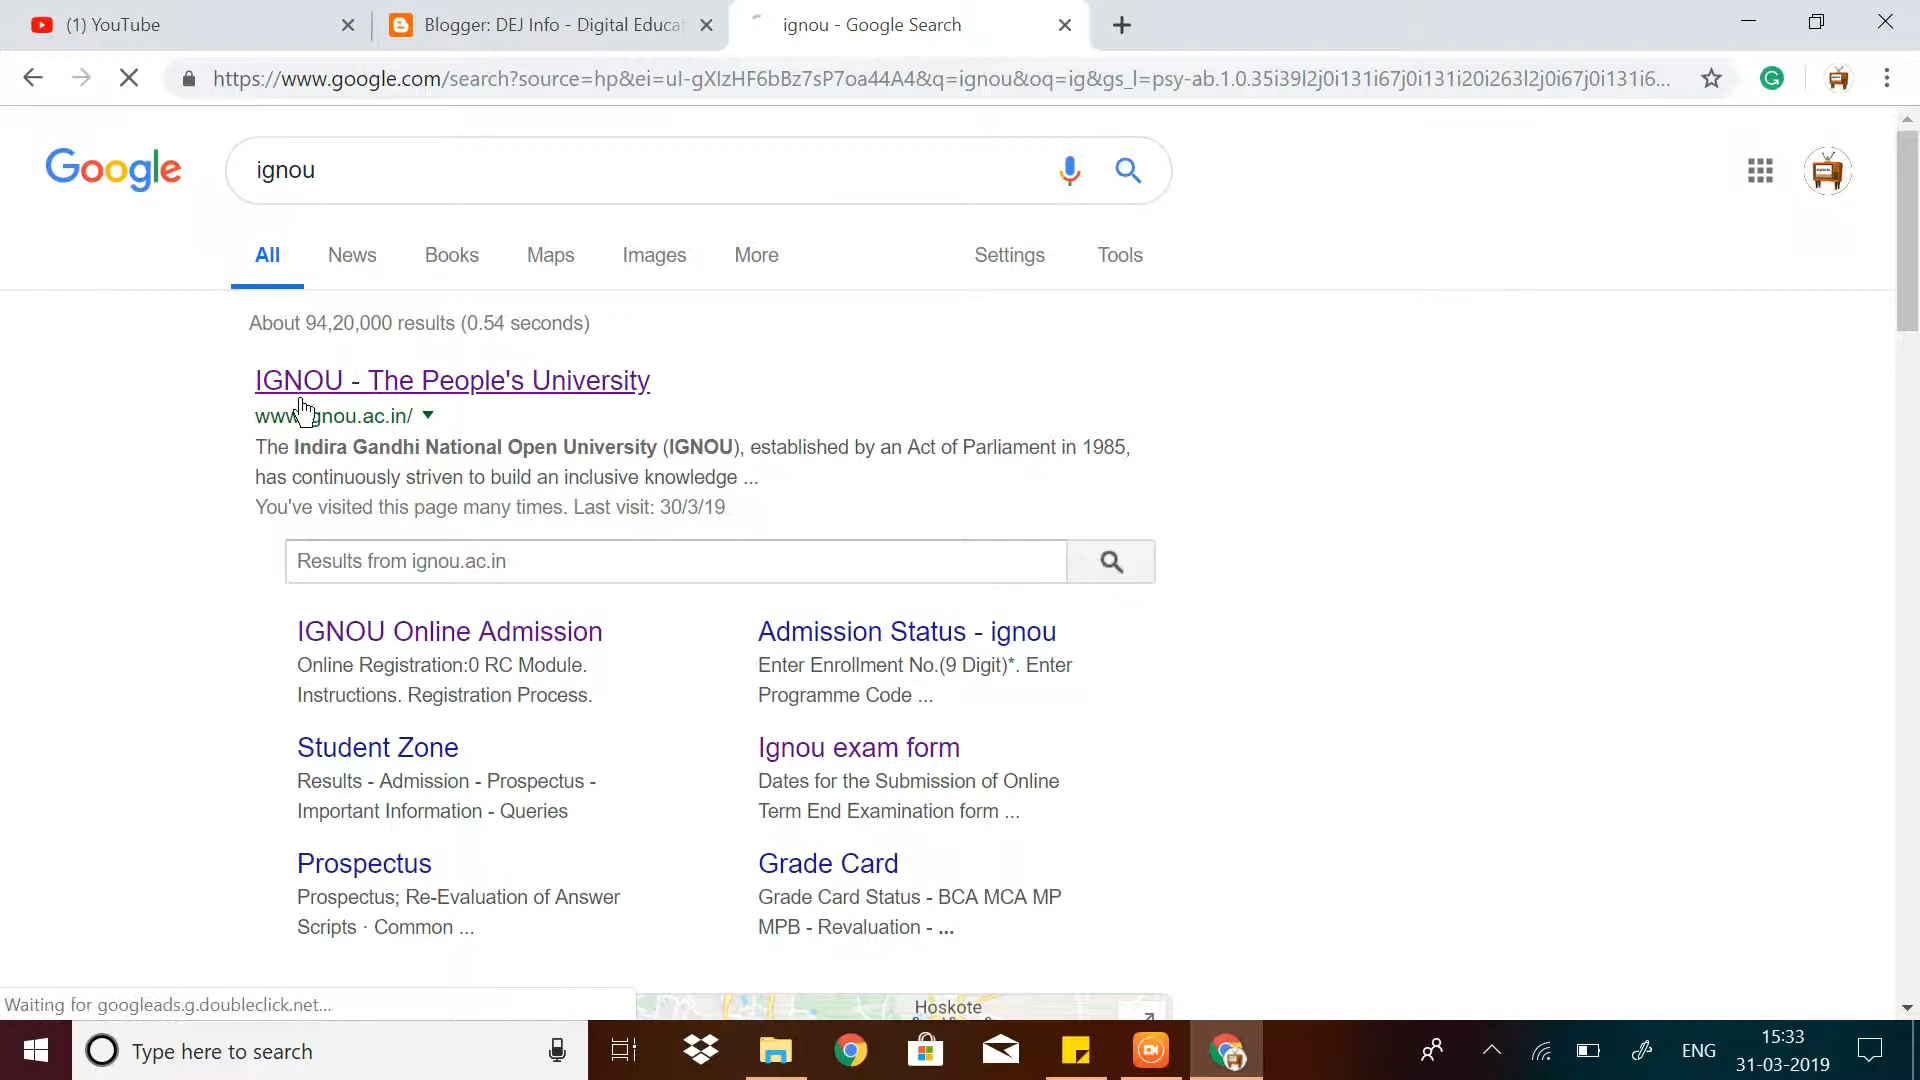 (1) YouTube
Blogger: DEJ Info - Digital Educat
ignou - Google Search
https://www.google.com/search?source=hp&ei=uI-gXIzHF6bBz7sP7oa44A4&q=ignou&oq=ig&gs_l=psy-ab.1.0.35i39l2j0i131i67j0i131i20i263l2j0i67j0i131i6...
Google
ignou
All
News
Books
Maps
Images
More
Settings
Tools
About 94,20,000 results (0.54 seconds)
IGNOU - The People's University
www.ignou.ac.in/
The Indira Gandhi National Open University (IGNOU), established by an Act of Parliament in 1985,
has continuously striven to build an inclusive knowledge ...
You've visited this page many times. Last visit: 30/3/19
Results from ignou.ac.in
IGNOU Online Admission
Online Registration:0 RC Module.
Instructions. Registration Process.
Admission Status - ignou
Enter Enrollment No.(9 Digit)*. Enter
Programme Code ...
Student Zone
Results - Admission - Prospectus -
Important Information - Queries
Ignou exam form
Dates for the Submission of Online
Term End Examination form ...
Prospectus
Prospectus; Re-Evaluation of Answer
Scripts · Common ...
Grade Card
Grade Card Status - BCA MCA MP
MPB - Revaluation - ...
Waiting for googleads.g.doubleclick.net...
Hoskote
Type here to search
ENG
15:33
31-03-2019